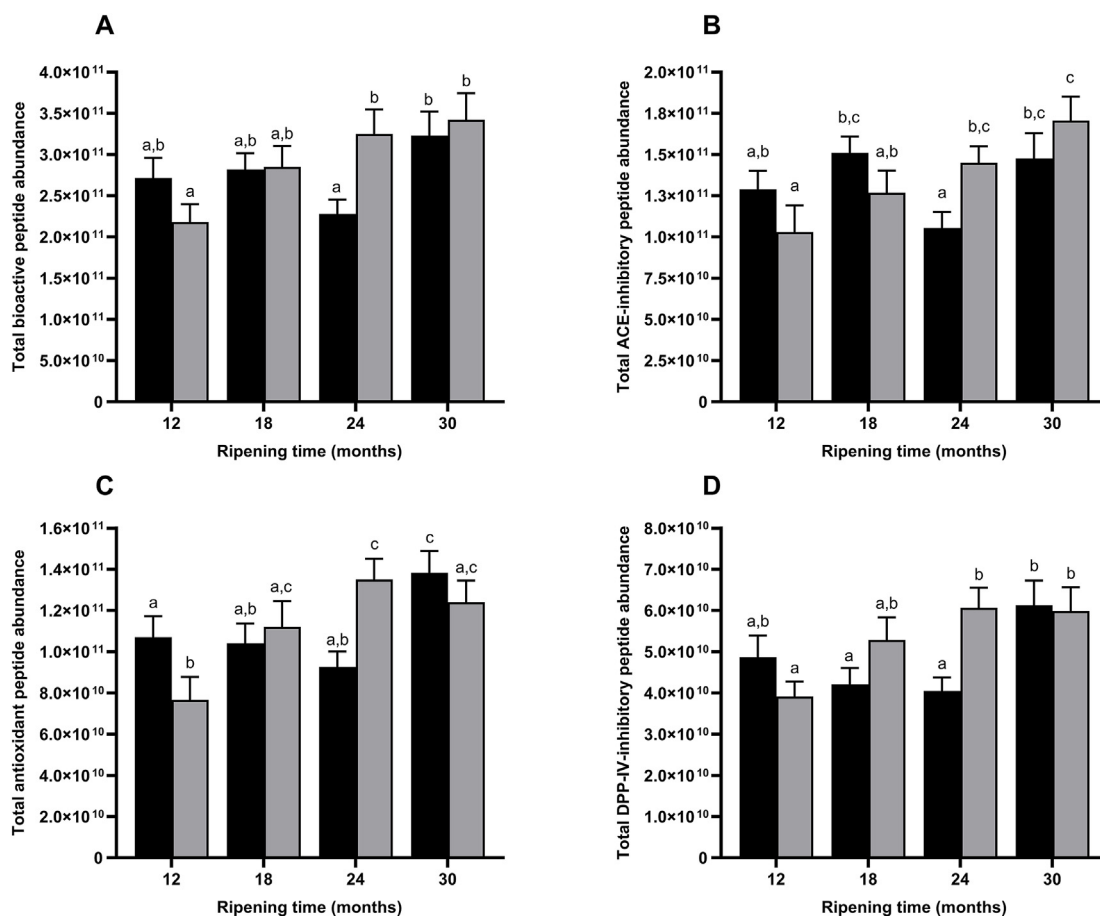 A
Total bioactive peptide abundance
4.0×10¹¹
3.5×10¹¹
3.0×10¹¹
2.5×10¹¹
2.0×10¹¹
1.5×10¹¹
1.0×10¹¹
5.0×10¹⁰
0
a,b
a
a,b
a,b
a
b
b
b
12 18 24 30
Ripening time (months)
B
Total ACE-inhibitory peptide abundance
2.0×10¹¹
1.8×10¹¹
1.5×10¹¹
1.3×10¹¹
1.0×10¹¹
7.5×10¹⁰
5.0×10¹⁰
2.5×10¹⁰
0
a,b
a
b,c
a,b
a
b,c
b,c
c
12 18 24 30
Ripening time (months)
C
Total antioxidant peptide abundance
1.6×10¹¹
1.4×10¹¹
1.2×10¹¹
1.0×10¹¹
8.0×10¹⁰
6.0×10¹⁰
4.0×10¹⁰
2.0×10¹⁰
0
a
b
a,b
a,c
a,b
c
c
a,c
12 18 24 30
Ripening time (months)
D
Total DPP-IV-inhibitory peptide abundance
8.0×10¹⁰
7.0×10¹⁰
6.0×10¹⁰
5.0×10¹⁰
4.0×10¹⁰
3.0×10¹⁰
2.0×10¹⁰
1.0×10¹⁰
0
a,b
a
a
a,b
a
b
b
b
12 18 24 30
Ripening time (months)